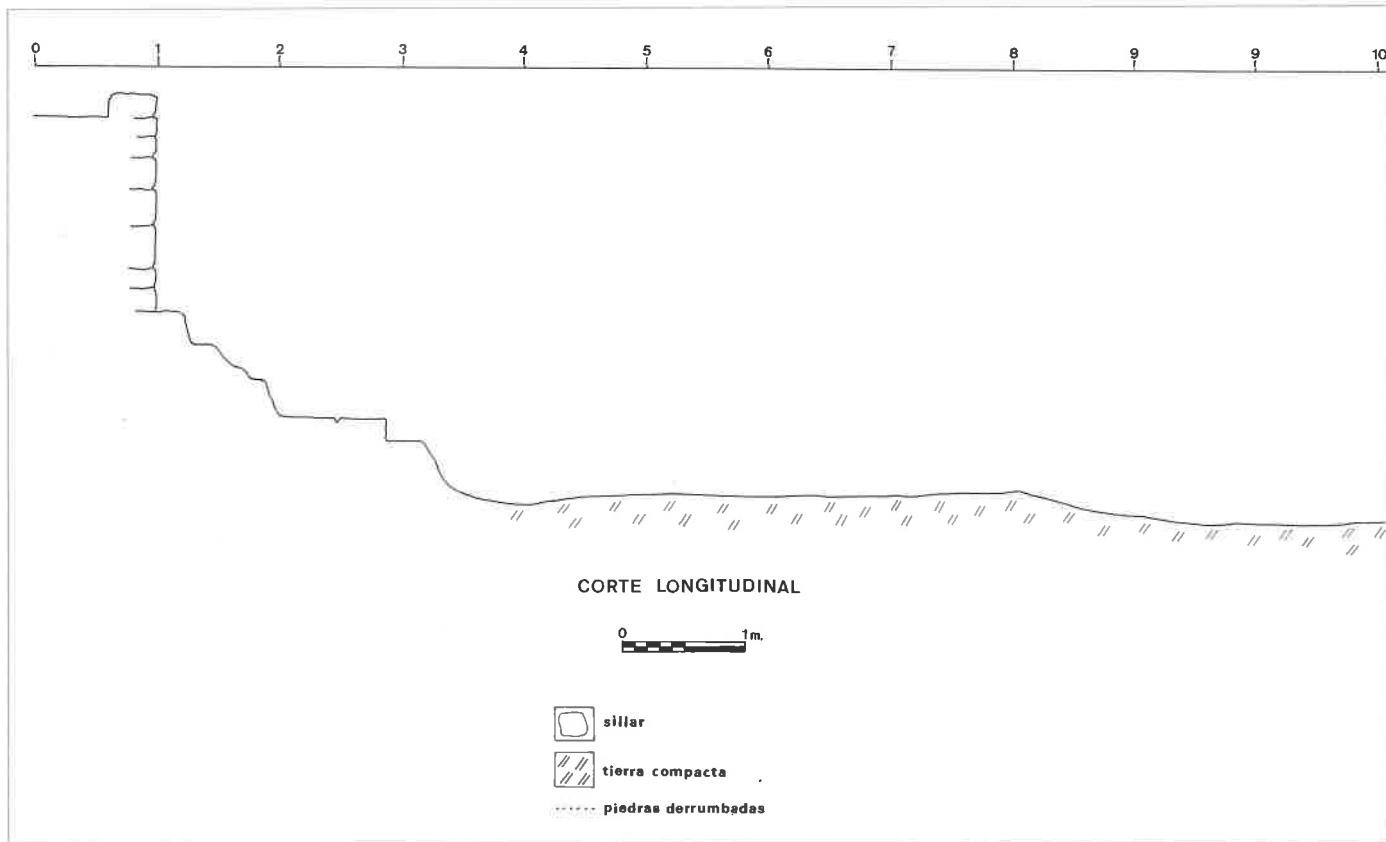 0 1 2 3 4 5 6 7 8 9 9 10
CORTE LONGITUDINAL
0 1m.
sillar
tierra compacta
piedras derrumbadas